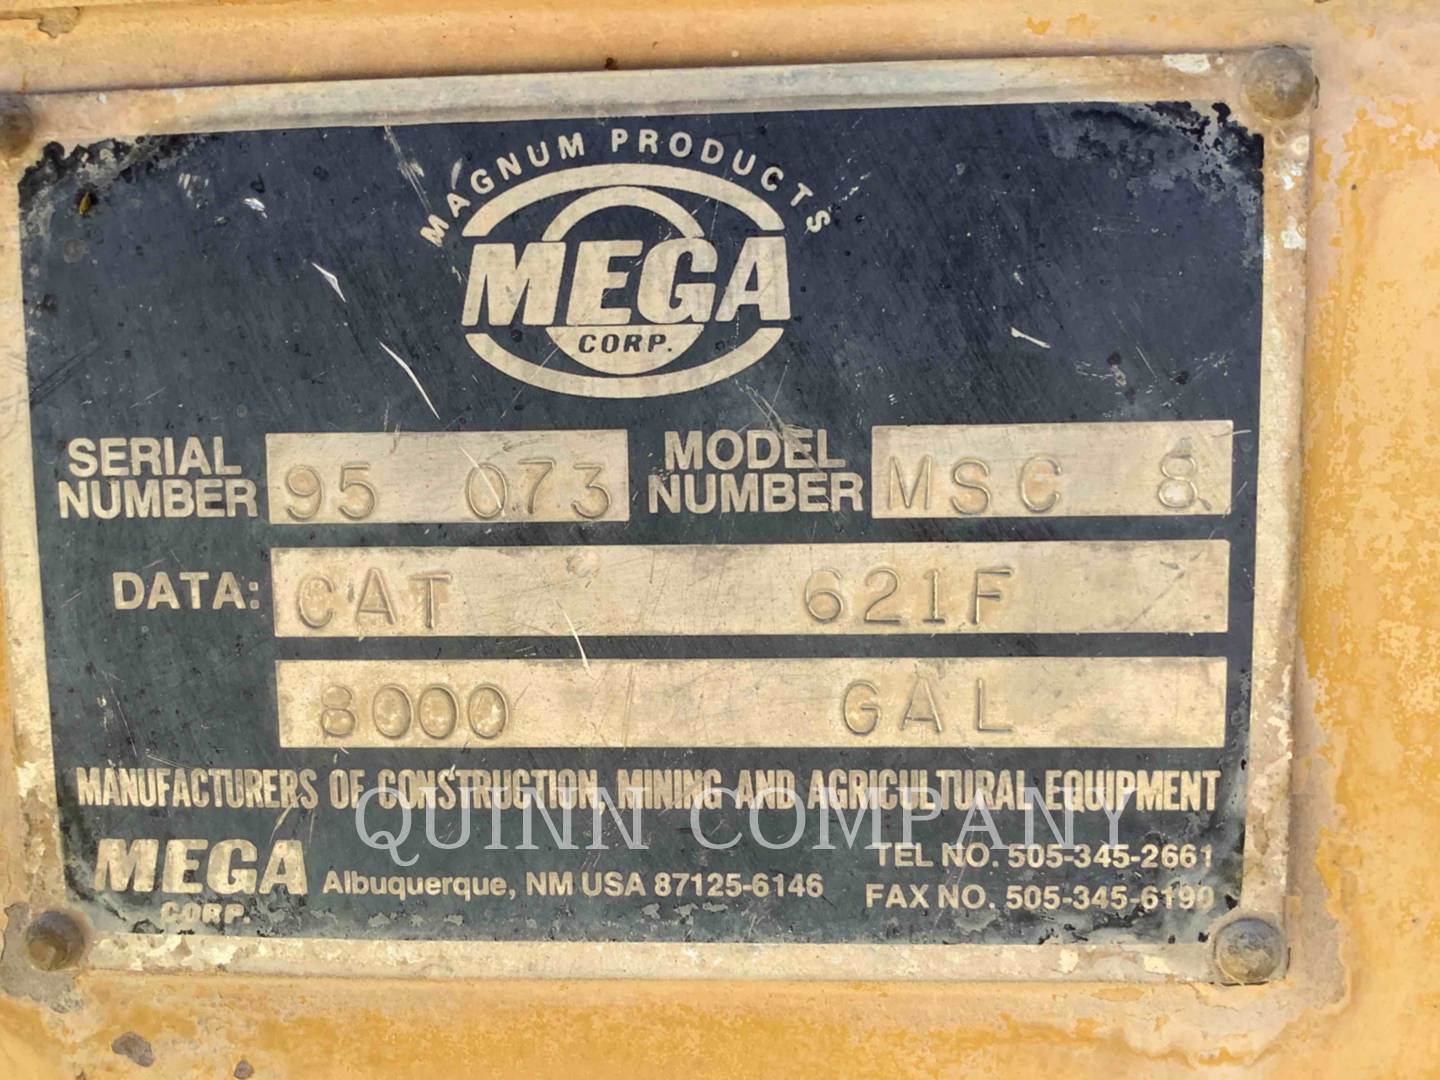 MAGNUM PRODUCTS
MEGA
CORP.
SERIAL NUMBER 95 073 MODEL NUMBER MSC 8
DATA: CAT 621F
8000 GAL
MANUFACTURERS OF CONSTRUCTION, MINING AND AGRICULTURAL EQUIPMENT
QUINN COMPANY
MEGA CORP. Albuquerque, NM USA 87125-6146
TEL NO. 505-345-2661
FAX NO. 505-345-6190